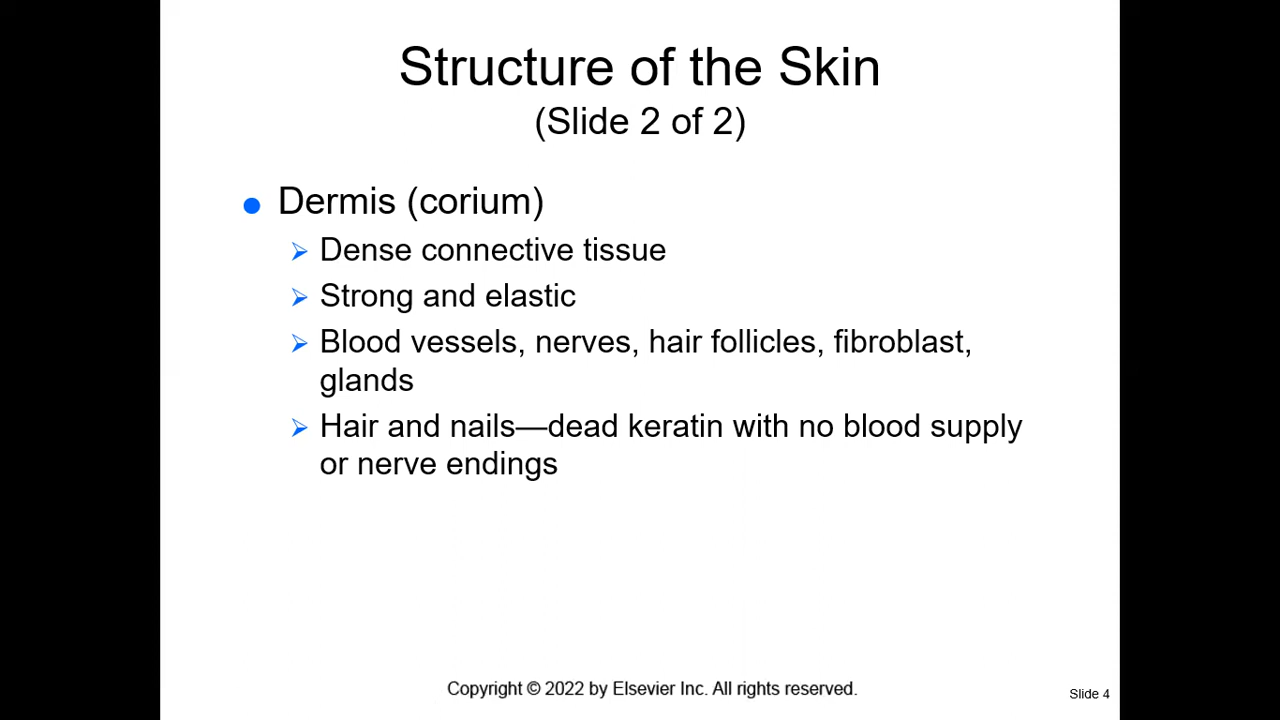 Structure of the Skin
(Slide 2 of 2)
Dermis (corium)
Dense connective tissue
Strong and elastic
Blood vessels, nerves, hair follicles, fibroblast,
glands
Hair and nails—dead keratin with no blood supply
or nerve endings
Copyright © 2022 by Elsevier Inc. All rights reserved.
Slide 4